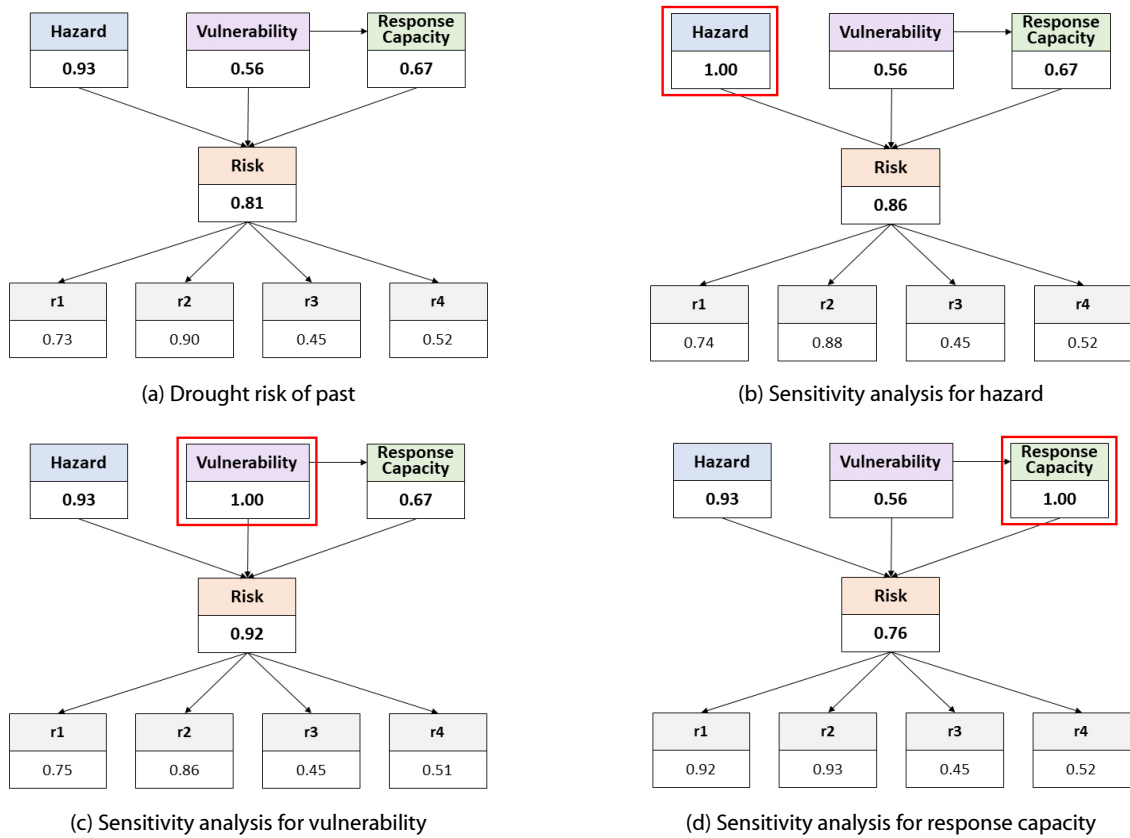 Hazard
Vulnerability
Response
Capacity
0.93
0.56
0.67
Risk
0.81
r1
r2
r3
r4
0.73
0.90
0.45
0.52
(a) Drought risk of past
Hazard
Vulnerability
Response
Capacity
1.00
0.56
0.67
Risk
0.86
r1
r2
r3
r4
0.74
0.88
0.45
0.52
(b) Sensitivity analysis for hazard
Hazard
Vulnerability
Response
Capacity
0.93
1.00
0.67
Risk
0.92
r1
r2
r3
r4
0.75
0.86
0.45
0.51
(c) Sensitivity analysis for vulnerability
Hazard
Vulnerability
Response
Capacity
0.93
0.56
1.00
Risk
0.76
r1
r2
r3
r4
0.92
0.93
0.45
0.52
(d) Sensitivity analysis for response capacity